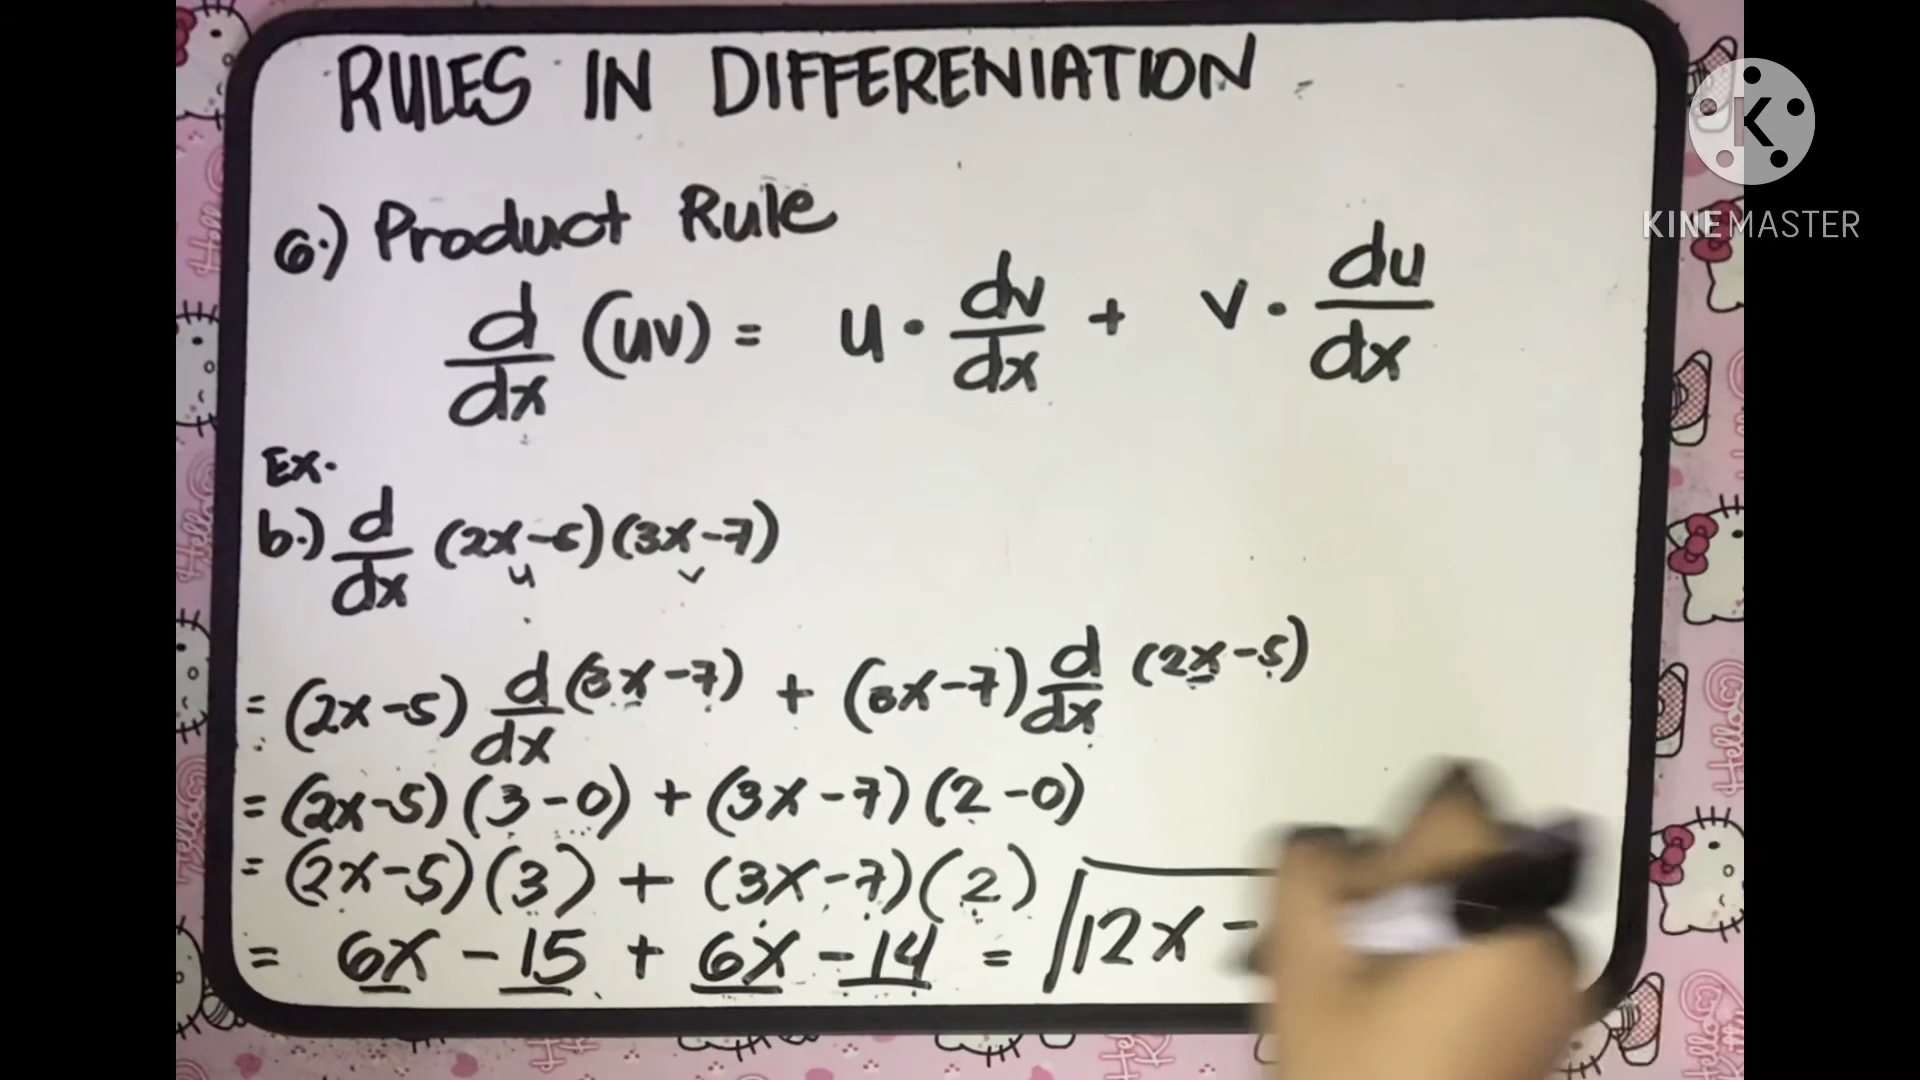 RULES IN DIFFERENIATION
K
KINEMASTER
6.) Product Rule
d/dx (uv) = u · dv/dx + v · du/dx
Ex.
b.) d/dx (2x-5)(3x-7)
u v
= (2x-5) d/dx (3x-7) + (3x-7) d/dx (2x-5)
= (2x-5)(3-0) + (3x-7)(2-0)
= (2x-5)(3) + (3x-7)(2)
= 6x - 15 + 6x - 14 = 12x -